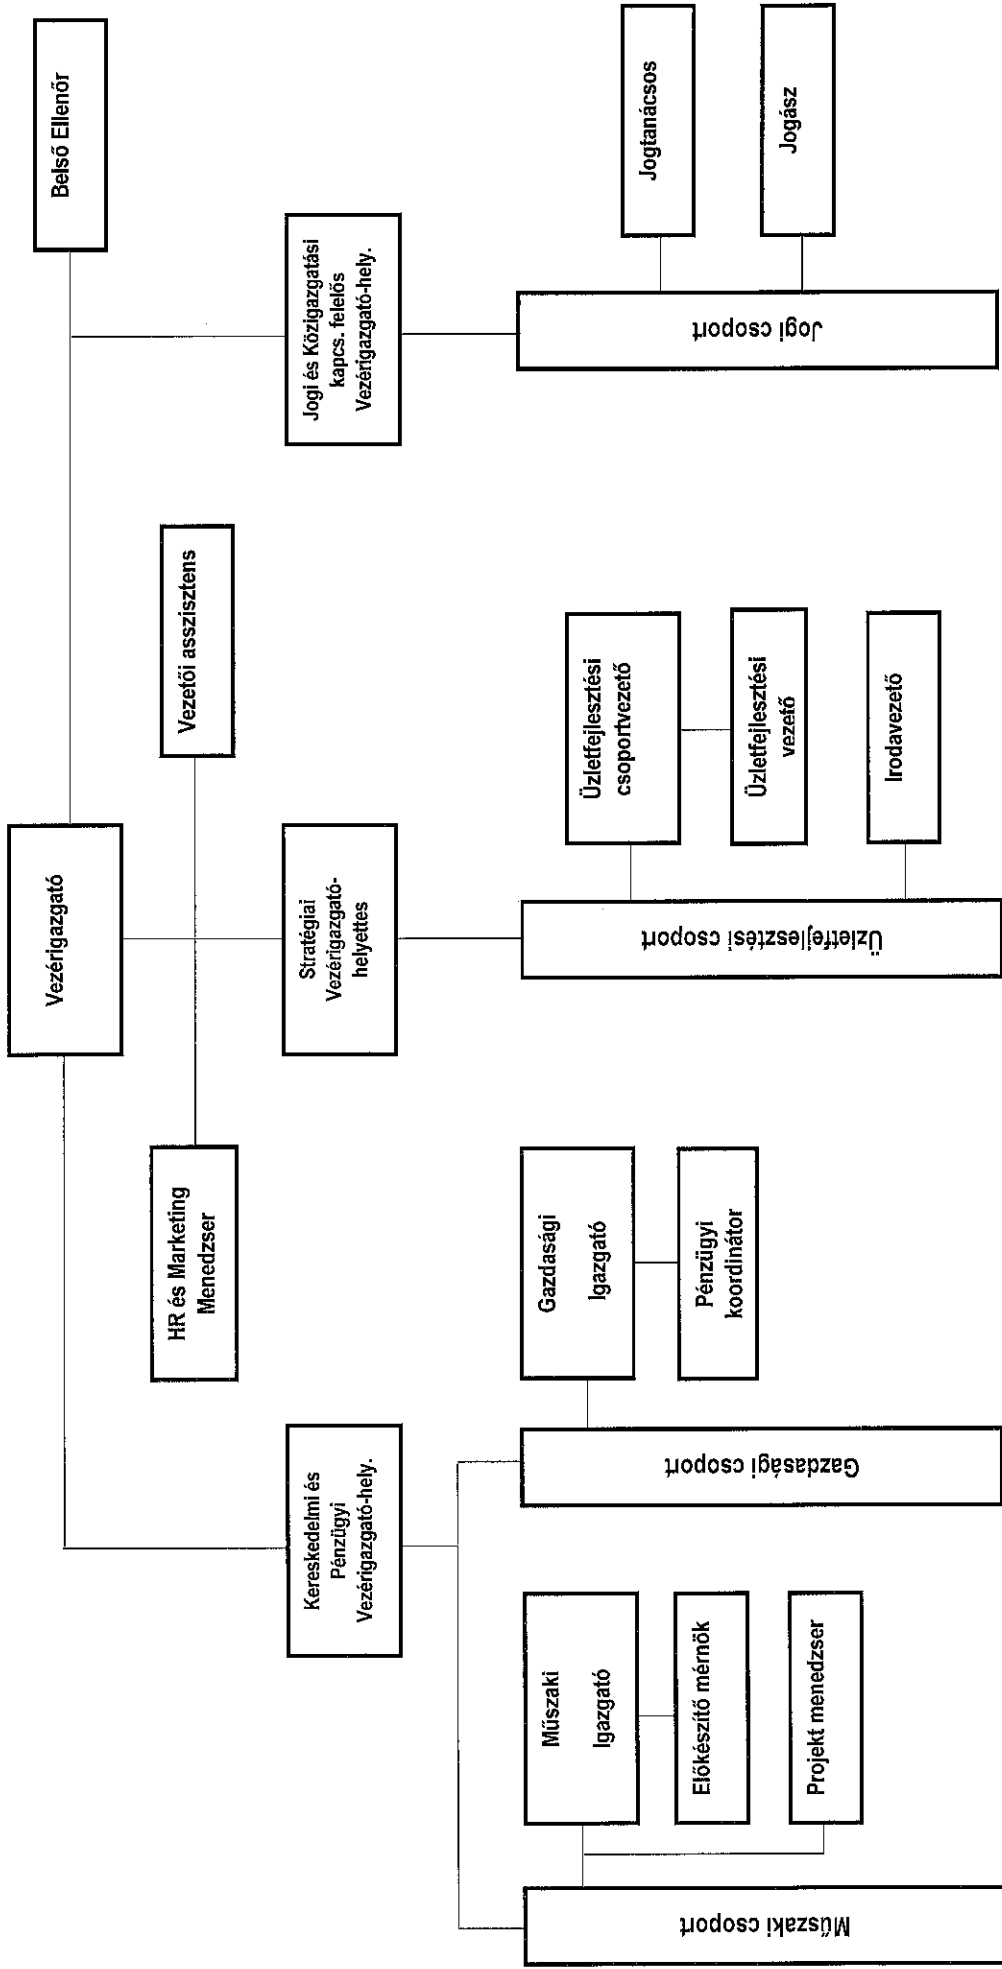 Vezérigazgató
Belső Ellenőr
HR és Marketing
Menedzser
Vezetői asszisztens
Kereskedelmi és
Pénzügyi
Vezérigazgató-hely.
Stratégiai
Vezérigazgató-
helyettes
Jogi és Közigazgatási
kapcs. felelős
Vezérigazgató-hely.
Műszaki csoport
Műszaki
Igazgató
Előkészítő mérnök
Projekt menedzser
Gazdasági csoport
Gazdasági
Igazgató
Pénzügyi
koordinátor
Üzletfejlesztési csoport
Üzletfejlesztési
csoportvezető
Üzletfejlesztési
vezető
Irodavezető
Jogi csoport
Jogtanácsos
Jogász